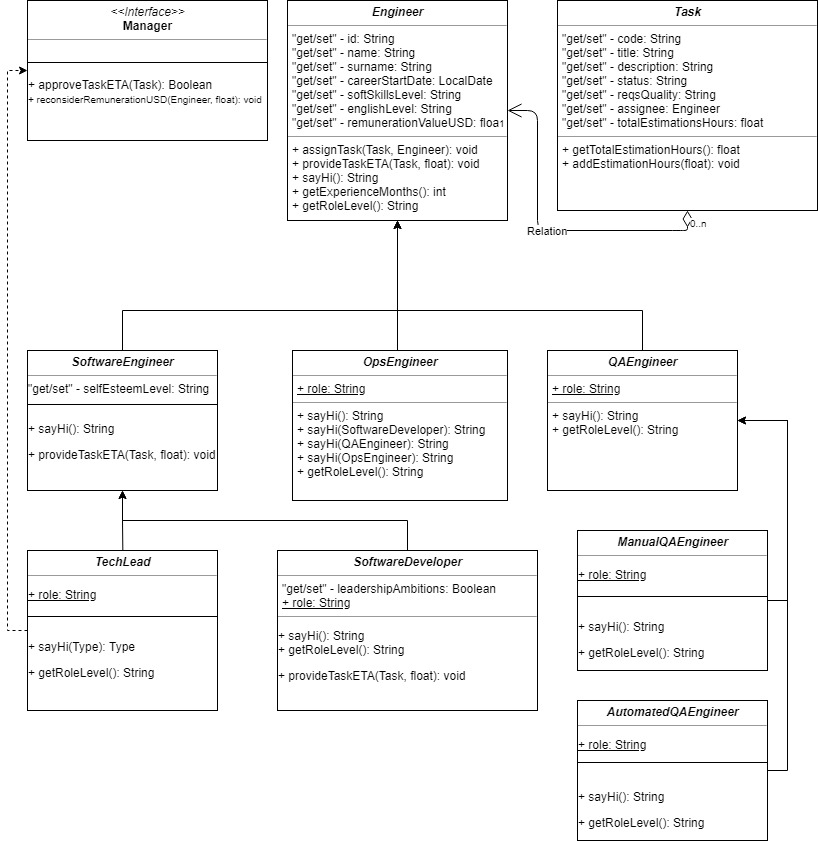 <<Interface>>
Manager
+ approveTaskETA(Task): Boolean
+ reconsiderRemunerationUSD(Engineer, float): void
Engineer
"get/set" - id: String
"get/set" - name: String
"get/set" - surname: String
"get/set" - careerStartDate: LocalDate
"get/set" - softSkillsLevel: String
"get/set" - englishLevel: String
"get/set" - remunerationValueUSD: float
+ assignTask(Task, Engineer): void
+ provideTaskETA(Task, float): void
+ sayHi(): String
+ getExperienceMonths(): int
+ getRoleLevel(): String
Task
"get/set" - code: String
"get/set" - title: String
"get/set" - description: String
"get/set" - status: String
"get/set" - reqsQuality: String
"get/set" - assignee: Engineer
"get/set" - totalEstimationsHours: float
+ getTotalEstimationHours(): float
+ addEstimationHours(float): void
0..n
Relation
SoftwareEngineer
"get/set" - selfEsteemLevel: String
+ sayHi(): String
+ provideTaskETA(Task, float): void
OpsEngineer
+ role: String
+ sayHi(): String
+ sayHi(SoftwareDeveloper): String
+ sayHi(QAEngineer): String
+ sayHi(OpsEngineer): String
+ getRoleLevel(): String
QAEngineer
+ role: String
+ sayHi(): String
+ getRoleLevel(): String
TechLead
+ role: String
+ sayHi(Type): Type
+ getRoleLevel(): String
SoftwareDeveloper
"get/set" - leadershipAmbitions: Boolean
+ role: String
+ sayHi(): String
+ getRoleLevel(): String
+ provideTaskETA(Task, float): void
ManualQAEngineer
+ role: String
+ sayHi(): String
+ getRoleLevel(): String
AutomatedQAEngineer
+ role: String
+ sayHi(): String
+ getRoleLevel(): String